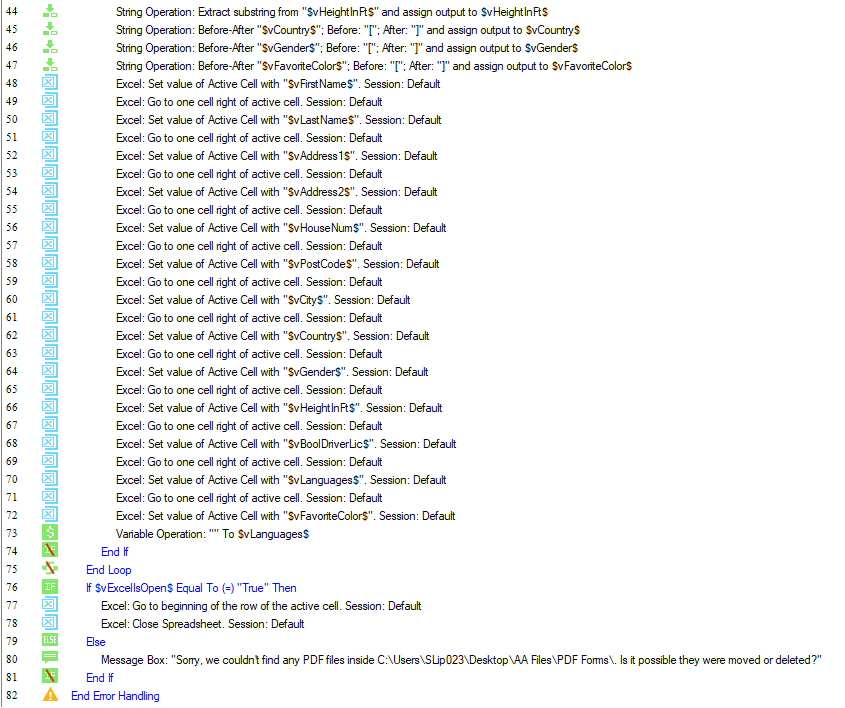 44 String Operation: Extract substring from "$vHeightInFt$" and assign output to $vHeightInFt$
45 String Operation: Before-After "$vCountry$"; Before: "["; After: "]" and assign output to $vCountry$
46 String Operation: Before-After "$vGender$"; Before: "["; After: "]" and assign output to $vGender$
47 String Operation: Before-After "$vFavoriteColor$"; Before: "["; After: "]" and assign output to $vFavoriteColor$
48 Excel: Set value of Active Cell with "$vFirstName$". Session: Default
49 Excel: Go to one cell right of active cell. Session: Default
50 Excel: Set value of Active Cell with "$vLastName$". Session: Default
51 Excel: Go to one cell right of active cell. Session: Default
52 Excel: Set value of Active Cell with "$vAddress1$". Session: Default
53 Excel: Go to one cell right of active cell. Session: Default
54 Excel: Set value of Active Cell with "$vAddress2$". Session: Default
55 Excel: Go to one cell right of active cell. Session: Default
56 Excel: Set value of Active Cell with "$vHouseNum$". Session: Default
57 Excel: Go to one cell right of active cell. Session: Default
58 Excel: Set value of Active Cell with "$vPostCode$". Session: Default
59 Excel: Go to one cell right of active cell. Session: Default
60 Excel: Set value of Active Cell with "$vCity$". Session: Default
61 Excel: Go to one cell right of active cell. Session: Default
62 Excel: Set value of Active Cell with "$vCountry$". Session: Default
63 Excel: Go to one cell right of active cell. Session: Default
64 Excel: Set value of Active Cell with "$vGender$". Session: Default
65 Excel: Go to one cell right of active cell. Session: Default
66 Excel: Set value of Active Cell with "$vHeightInFt$". Session: Default
67 Excel: Go to one cell right of active cell. Session: Default
68 Excel: Set value of Active Cell with "$vBoolDriverLic$". Session: Default
69 Excel: Go to one cell right of active cell. Session: Default
70 Excel: Set value of Active Cell with "$vLanguages$". Session: Default
71 Excel: Go to one cell right of active cell. Session: Default
72 Excel: Set value of Active Cell with "$vFavoriteColor$". Session: Default
73 $ Variable Operation: "" To $vLanguages$
74 End If
75 End Loop
76 IF If $vExcelIsOpen$ Equal To (=) "True" Then
77 Excel: Go to beginning of the row of the active cell. Session: Default
78 Excel: Close Spreadsheet. Session: Default
79 ELSE Else
80 Message Box: "Sorry, we couldn't find any PDF files inside C:\Users\SLip023\Desktop\AA Files\PDF Forms\. Is it possible they were moved or deleted?"
81 End If
82 End Error Handling